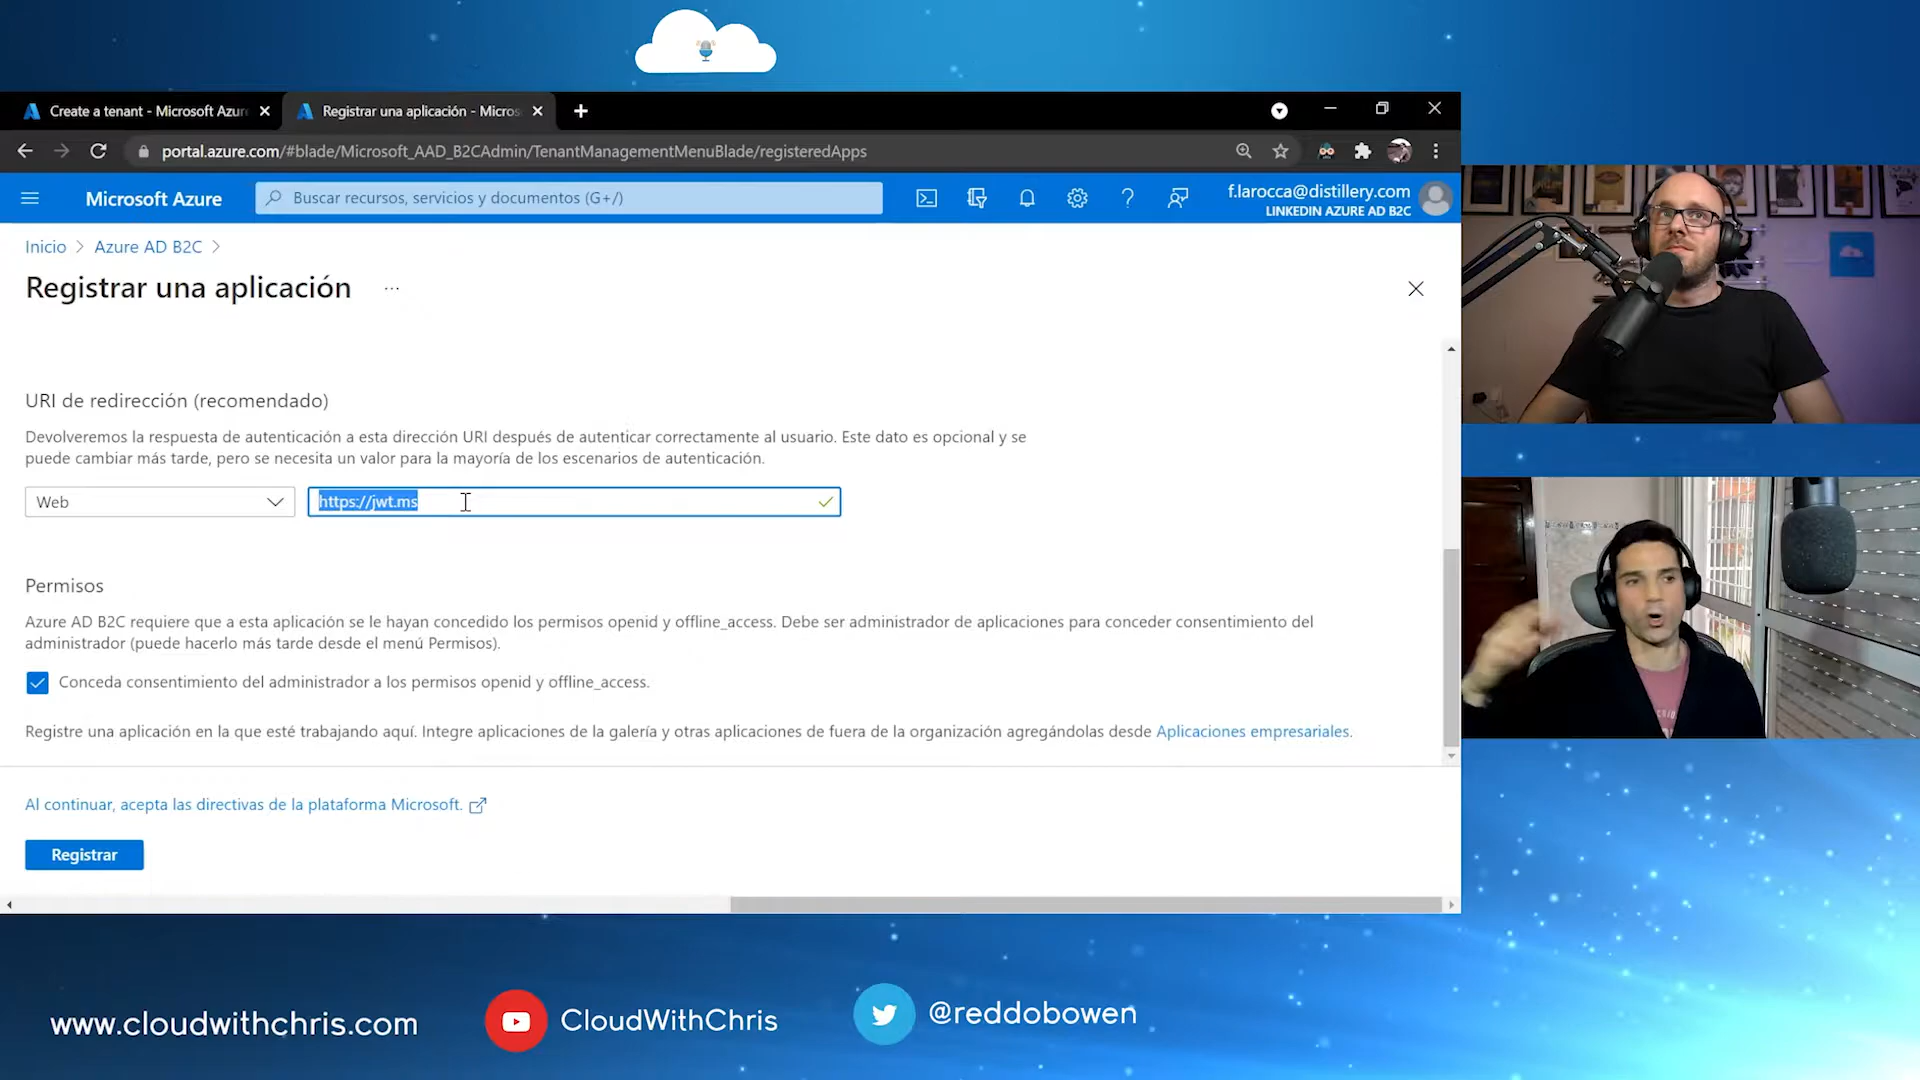 Create a tenant - Microsoft Azur
Registrar una aplicación - Micros
portal.azure.com/#blade/Microsoft_AAD_B2CAdmin/TenantManagementMenuBlade/registeredApps
Microsoft Azure
Buscar recursos, servicios y documentos (G+/)
f.larocca@distillery.com
LINKEDIN AZURE AD B2C
Inicio > Azure AD B2C >
Registrar una aplicación
URI de redirección (recomendado)
Devolveremos la respuesta de autenticación a esta dirección URI después de autenticar correctamente al usuario. Este dato es opcional y se
puede cambiar más tarde, pero se necesita un valor para la mayoría de los escenarios de autenticación.
Web
https://jwt.ms
Permisos
Azure AD B2C requiere que a esta aplicación se le hayan concedido los permisos openid y offline_access. Debe ser administrador de aplicaciones para conceder consentimiento del
administrador (puede hacerlo más tarde desde el menú Permisos).
Conceda consentimiento del administrador a los permisos openid y offline_access.
Registre una aplicación en la que esté trabajando aquí. Integre aplicaciones de la galería y otras aplicaciones de fuera de la organización agregándolas desde Aplicaciones empresariales.
Al continuar, acepta las directivas de la plataforma Microsoft.
Registrar
www.cloudwithchris.com
CloudWithChris
@reddobowen